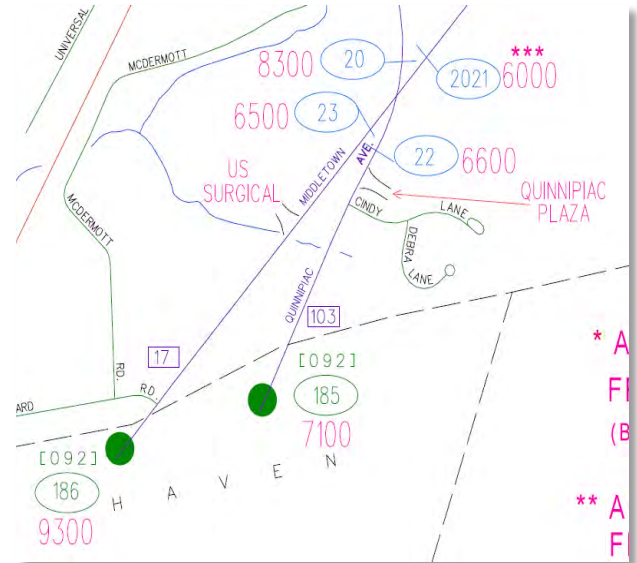 UNIVERSAL
MCDERMOTT
8300
20
2021
***
6000
6500
23
22
6600
MIDDLETOWN
AVE.
US
SURGICAL
QUINNIPIAC
PLAZA
CINDY
LANE
MCDERMOTT
DEBRA
LANE
QUINNIPIAC
103
17
RD.
[092]
185
7100
RD.
ARD
[092]
186
9300
H A V E N
* A
(B
** A